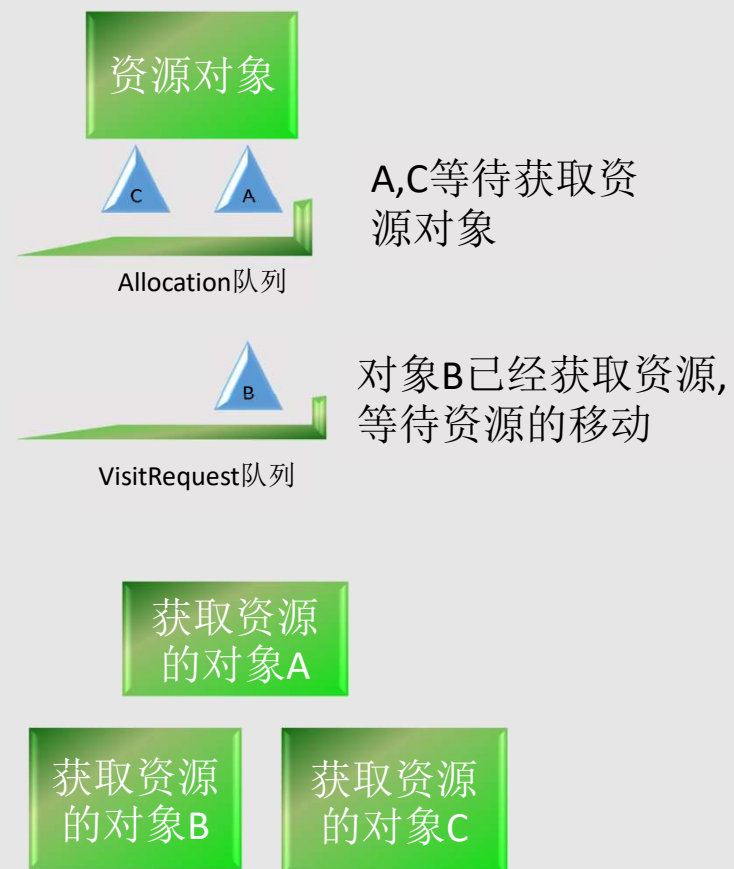 资源对象
C
A
A,C等待获取资
源对象
Allocation队列
B
对象B已经获取资源,
等待资源的移动
VisitRequest队列
获取资源
的对象A
获取资源
的对象B
获取资源
的对象C